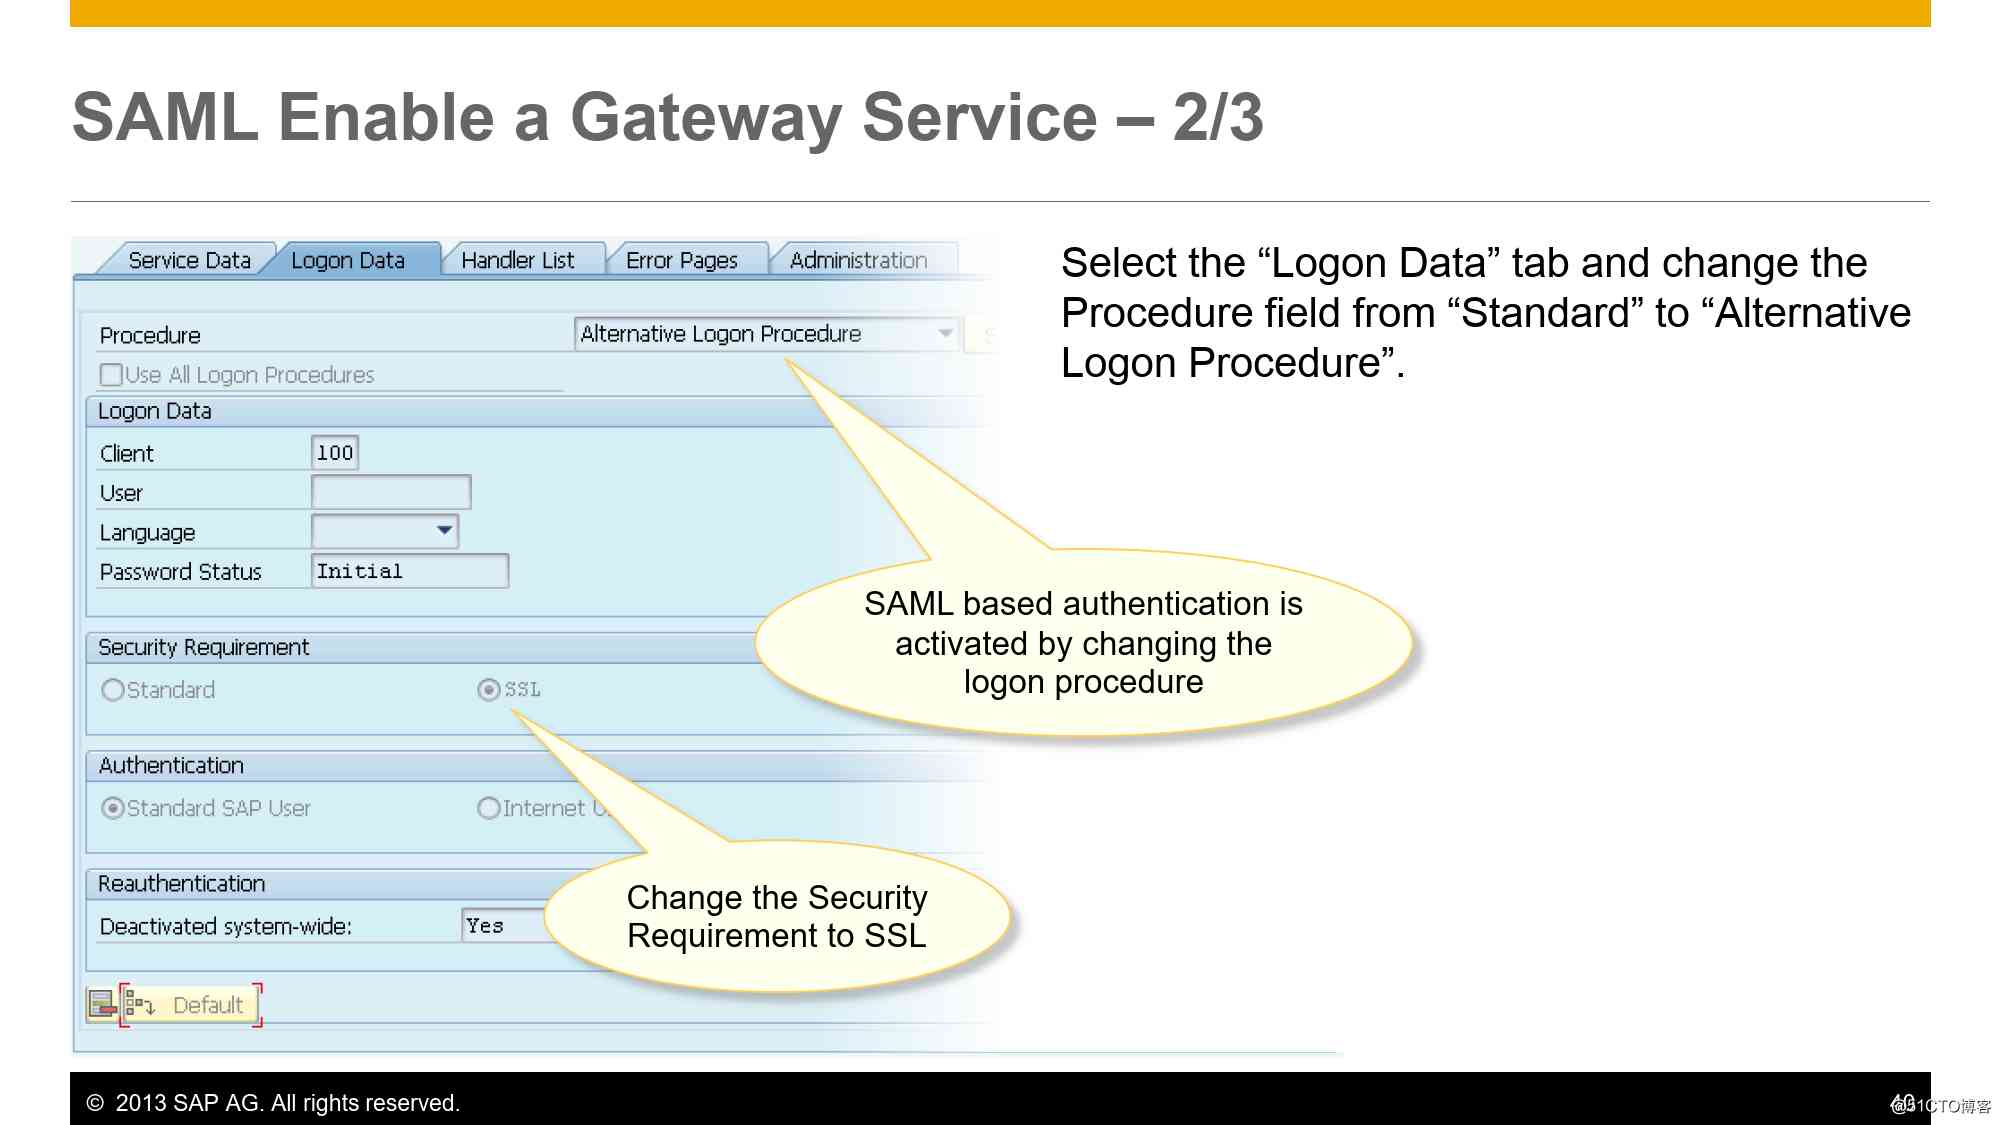 SAML Enable a Gateway Service – 2/3
Service Data Logon Data Handler List Error Pages Administration
Select the “Logon Data” tab and change the
Procedure field from “Standard” to “Alternative
Logon Procedure”.
Procedure Alternative Logon Procedure
Use All Logon Procedures
Logon Data
Client 100
User
Language
Password Status Initial
SAML based authentication is
activated by changing the
logon procedure
Security Requirement
Standard SSL
Authentication
Standard SAP User Internet
Change the Security
Requirement to SSL
Reauthentication
Deactivated system-wide: Yes
Default
© 2013 SAP AG. All rights reserved.
40
@51CTO博客